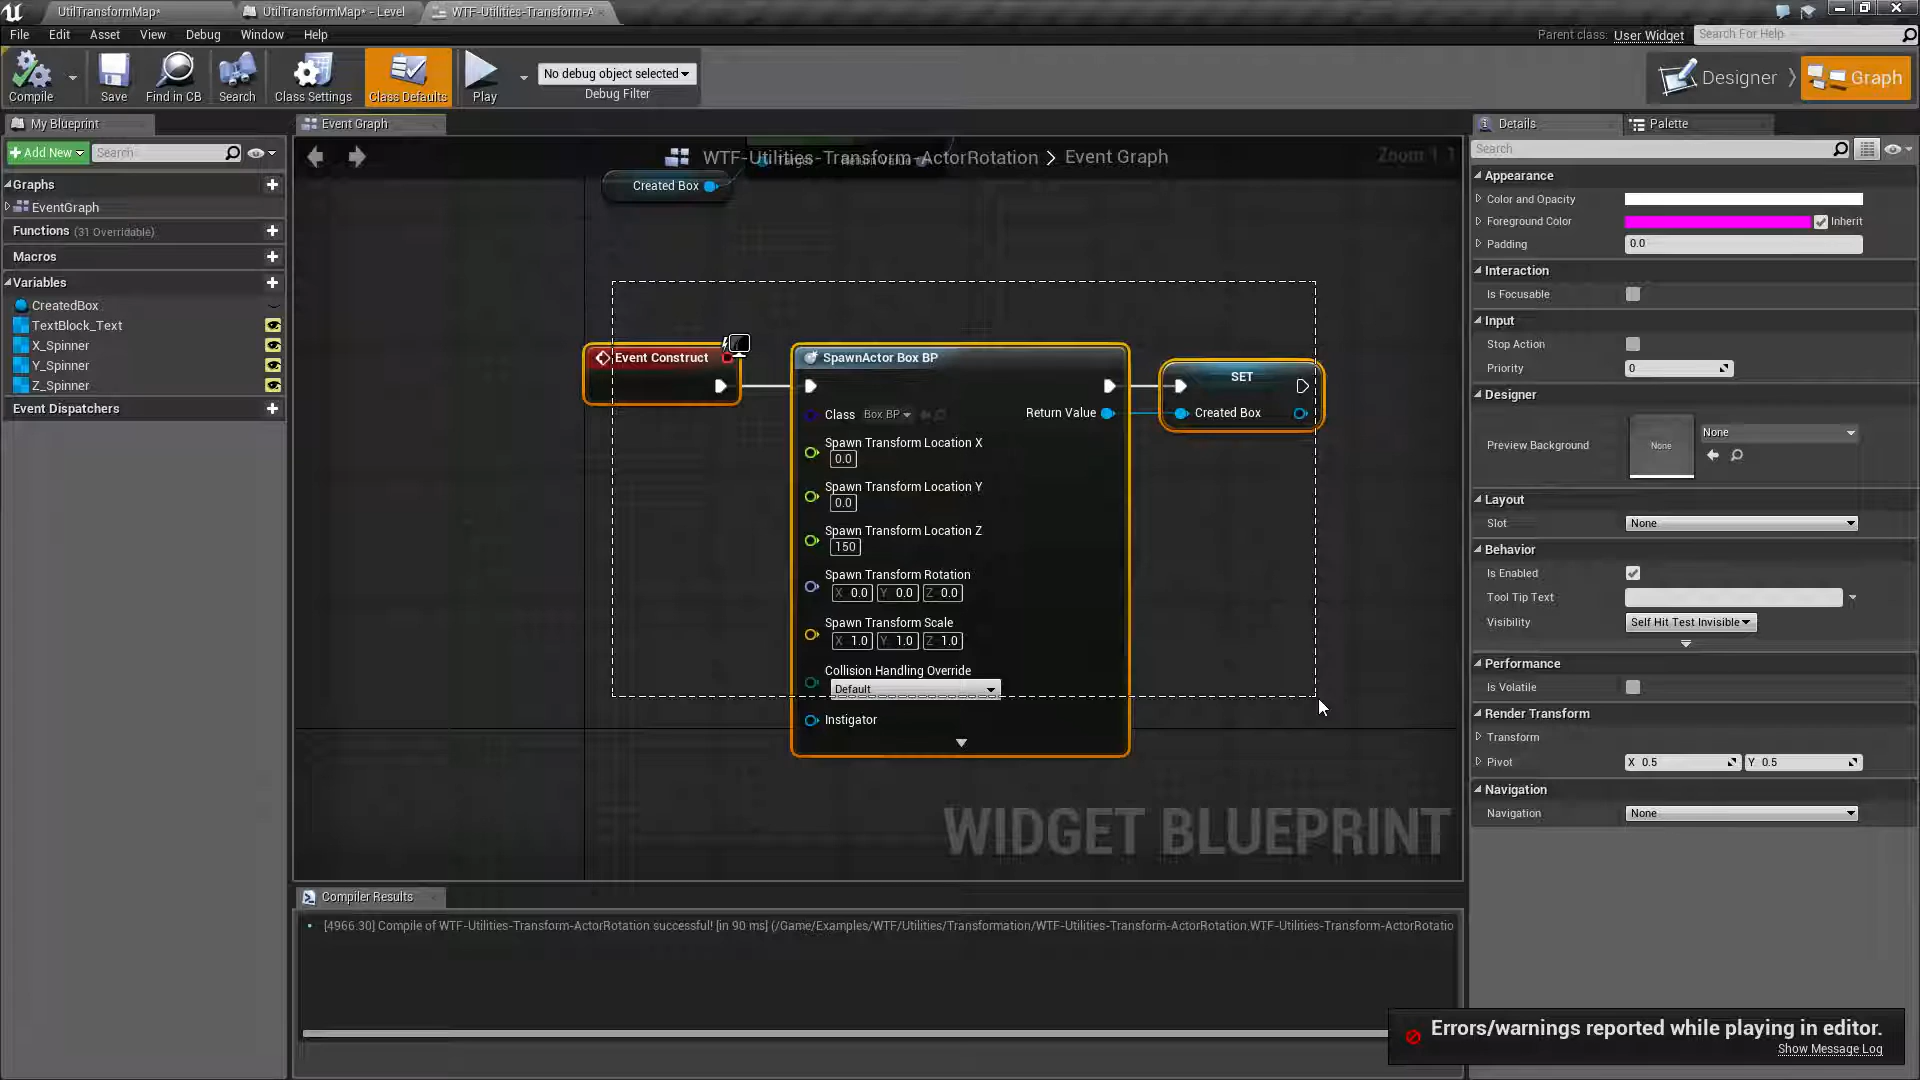 UtilTransformMap*
UtilTransformMap* - Level
WTF-Utilities-Transform-A
File Edit Asset View Debug Window Help
Parent class: User Widget
Search For Help
Compile
Save
Find in CB
Search
Class Settings
Class Defaults
Play
No debug object selected
Debug Filter
Designer
Graph
My Blueprint
Event Graph
Details
Palette
Add New
Search
WTF-Utilities-Transform-ActorRotation > Event Graph
Zoom 1:1
Search
Graphs
EventGraph
Functions (31 Overridable)
Macros
Variables
CreatedBox
TextBlock_Text
X_Spinner
Y_Spinner
Z_Spinner
Event Dispatchers
Created Box
Event Construct
SpawnActor Box BP
Class Box BP
Return Value
Spawn Transform Location X
0.0
Spawn Transform Location Y
0.0
Spawn Transform Location Z
150
Spawn Transform Rotation
X 0.0 Y 0.0 Z 0.0
Spawn Transform Scale
X 1.0 Y 1.0 Z 1.0
Collision Handling Override
Default
Instigator
SET
Created Box
WIDGET BLUEPRINT
Appearance
Color and Opacity
Foreground Color
Inherit
Padding
0.0
Interaction
Is Focusable
Input
Stop Action
Priority
0
Designer
Preview Background
None
None
Layout
Slot
None
Behavior
Is Enabled
Tool Tip Text
Visibility
Self Hit Test Invisible
Performance
Is Volatile
Render Transform
Transform
Pivot
X 0.5
Y 0.5
Navigation
Navigation
None
Compiler Results
[4966.30] Compile of WTF-Utilities-Transform-ActorRotation successful! [in 90 ms] (/Game/Examples/WTF/Utilities/Transformation/WTF-Utilities-Transform-ActorRotation.WTF-Utilities-Transform-ActorRotatio
Errors/warnings reported while playing in editor.
Show Message Log